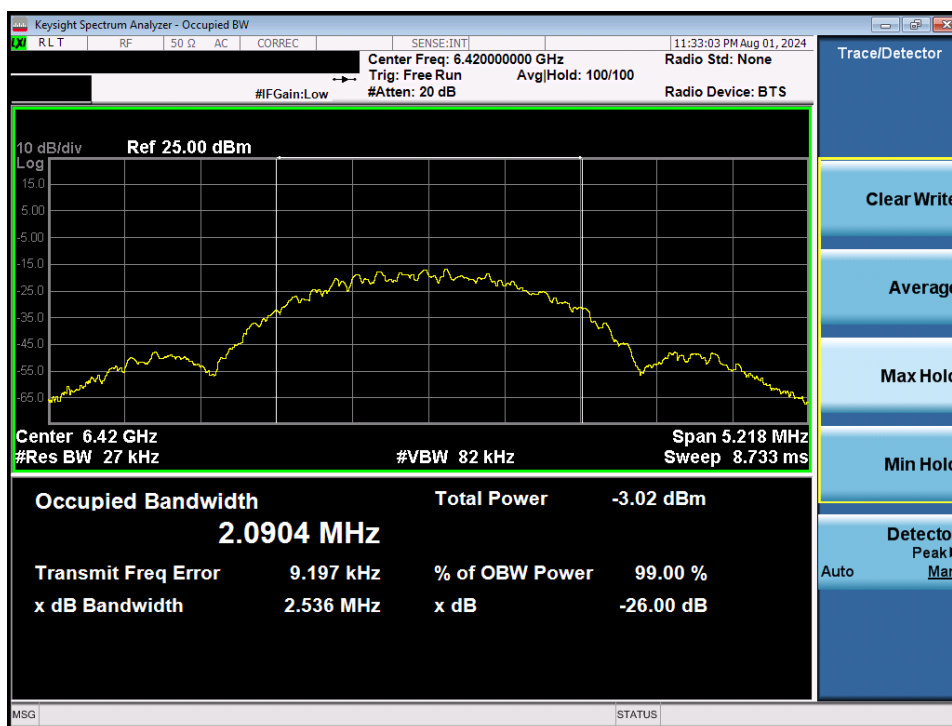 Keysight Spectrum Analyzer - Occupied BW
LXI RLT RF 50 Ω AC CORREC SENSE:INT 11:33:03 PM Aug 01, 2024
Center Freq: 6.420000000 GHz Radio Std: None
Trig: Free Run Avg|Hold: 100/100
#IFGain:Low #Atten: 20 dB Radio Device: BTS
Trace/Detector
10 dB/div Ref 25.00 dBm
Log
15.0
5.00
-5.00
-15.0
-25.0
-35.0
-45.0
-55.0
-65.0
Center 6.42 GHz Span 5.218 MHz
#Res BW 27 kHz #VBW 82 kHz Sweep 8.733 ms
Occupied Bandwidth Total Power -3.02 dBm
2.0904 MHz
Transmit Freq Error 9.197 kHz % of OBW Power 99.00 %
x dB Bandwidth 2.536 MHz x dB -26.00 dB
Clear Write
Average
Max Hold
Min Hold
Detector
Peak
Auto Man
MSG STATUS